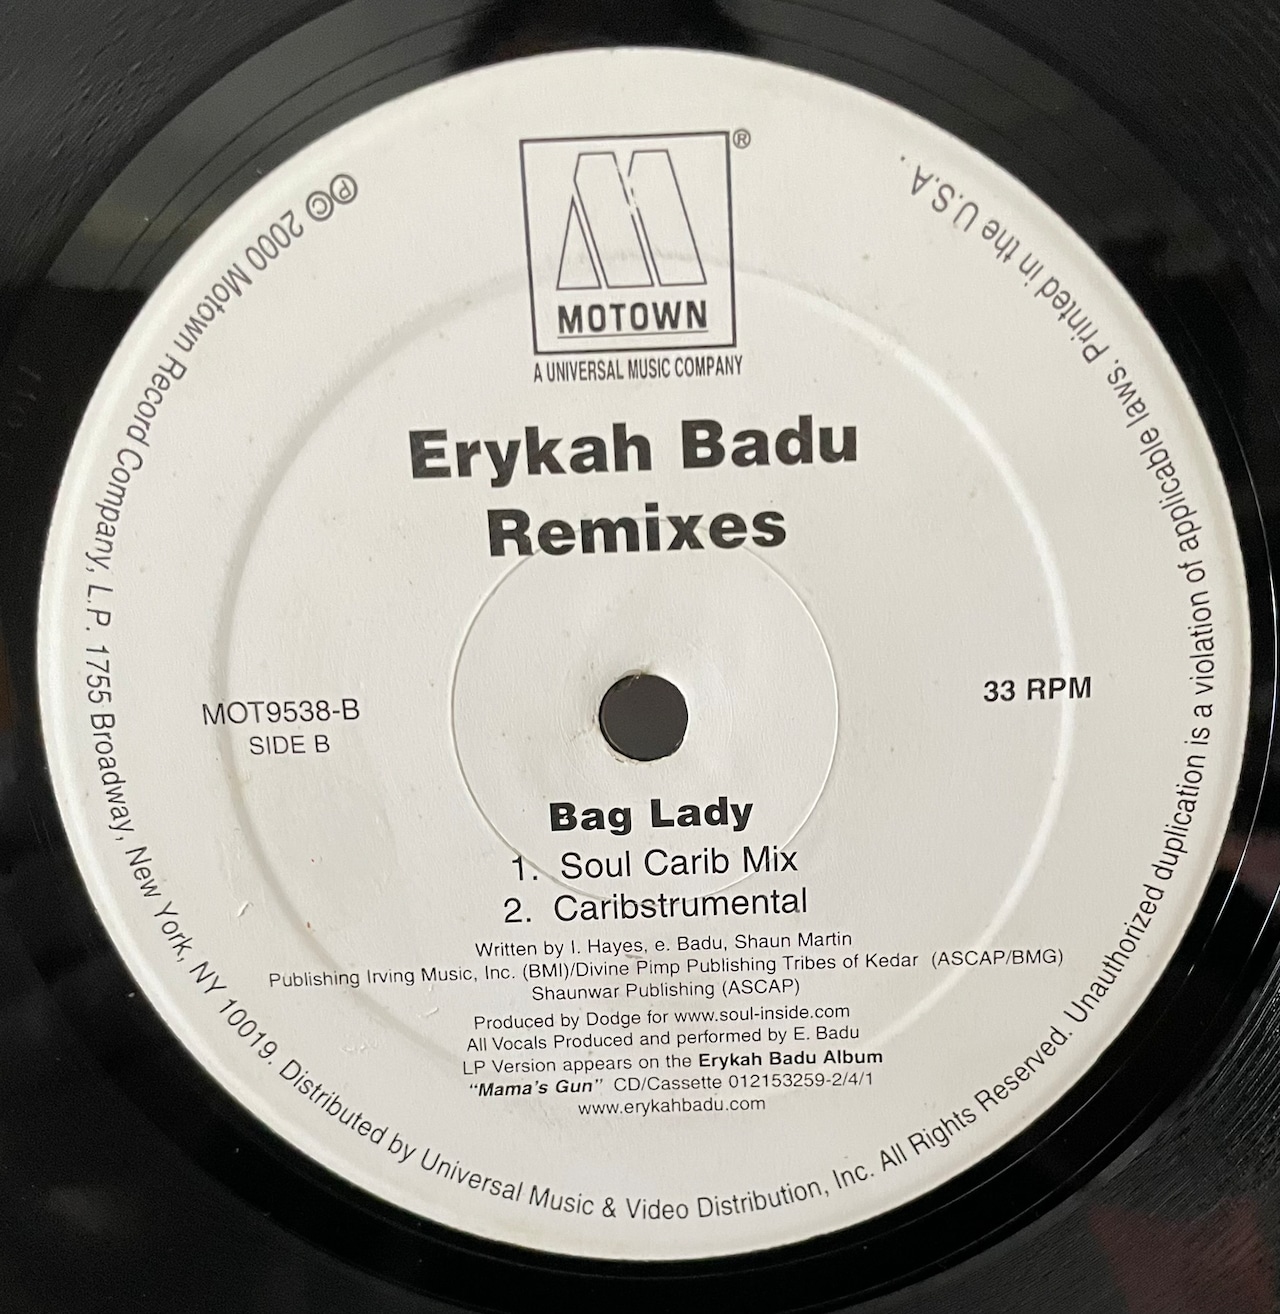 ®
MOTOWN
A UNIVERSAL MUSIC COMPANY
Erykah Badu
Remixes
MOT9538-B
SIDE B
33 RPM
Bag Lady
1. Soul Carib Mix
2. Caribstrumental
Written by I. Hayes, e. Badu, Shaun Martin
Publishing Irving Music, Inc. (BMI)/Divine Pimp Publishing Tribes of Kedar (ASCAP/BMG)
Shaunwar Publishing (ASCAP)
Produced by Dodge for www.soul-inside.com
All Vocals Produced and performed by E. Badu
LP Version appears on the Erykah Badu Album
“Mama's Gun” CD/Cassette 012153259-2/4/1
www.erykahbadu.com
℗© 2000 Motown Record Company, L.P. 1755 Broadway, New York, NY 10019. Distributed by Universal Music & Video Distribution, Inc. All Rights Reserved. Unauthorized duplication is a violation of applicable laws. Printed in the U.S.A.